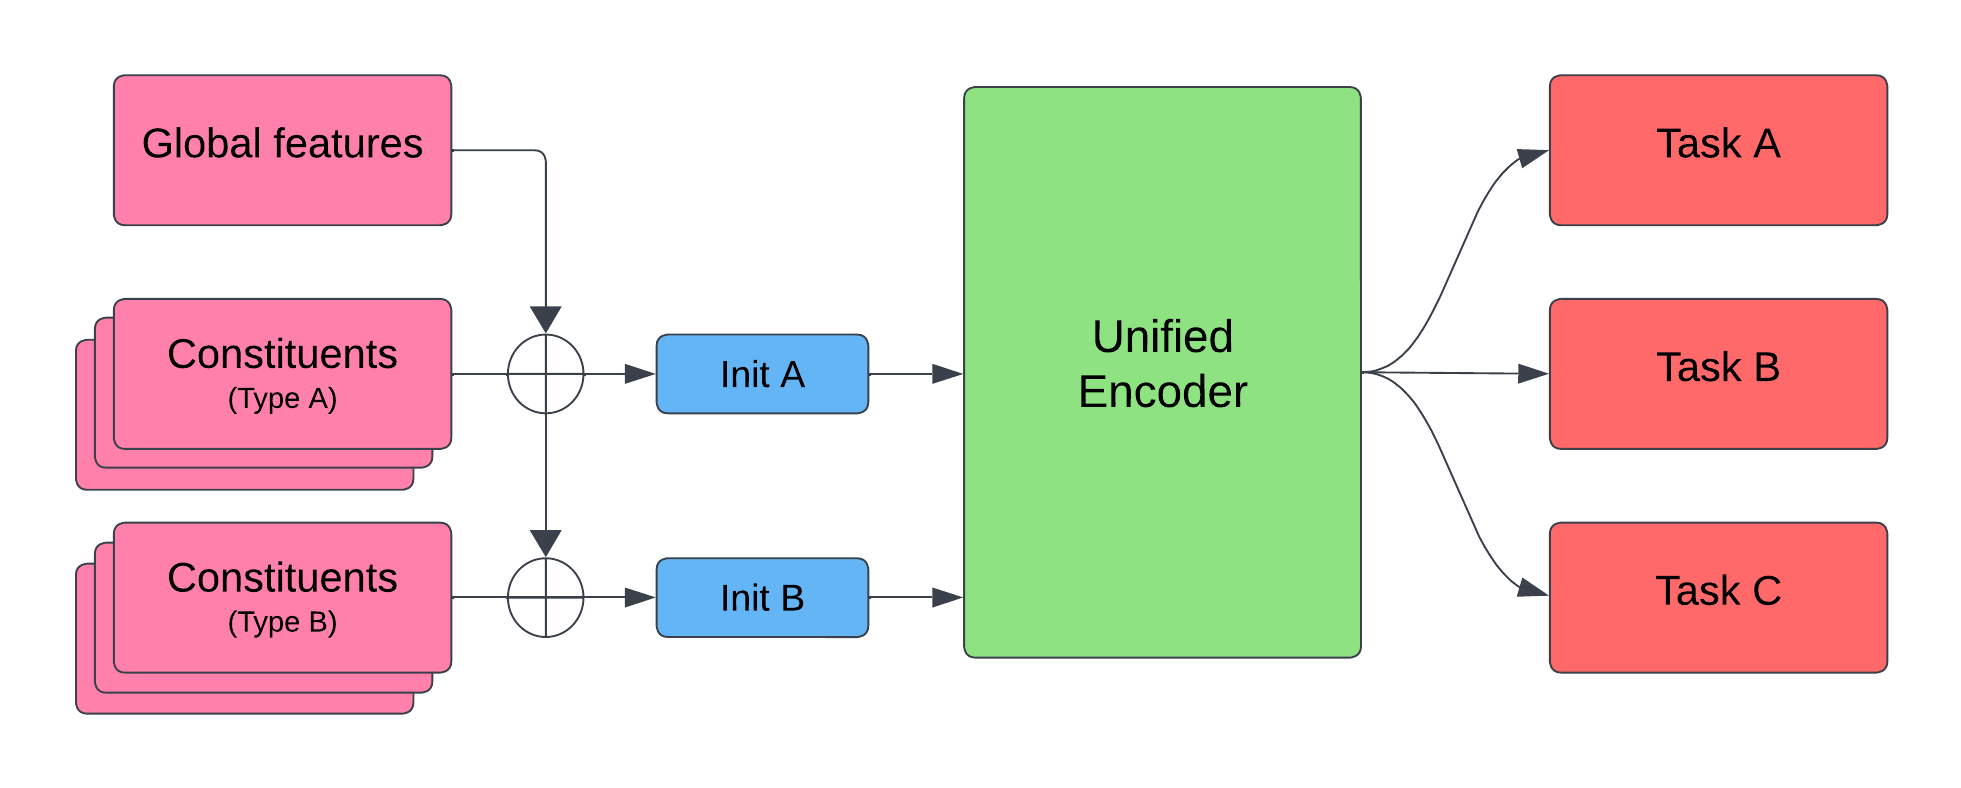 Global features
Constituents
(Type A)
Constituents
(Type B)
Init A
Init B
Unified
Encoder
Task A
Task B
Task C